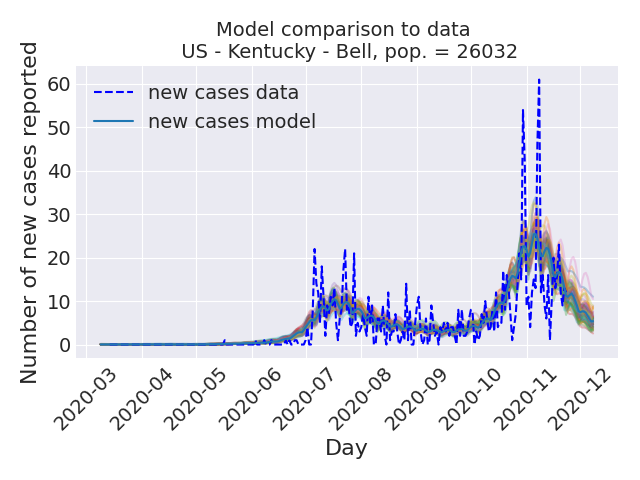 Model comparison to data
US - Kentucky - Bell, pop. = 26032
new cases data
new cases model
Number of new cases reported
60
50
40
30
20
10
0
2020-03
2020-04
2020-05
2020-06
2020-07
2020-08
2020-09
2020-10
2020-11
2020-12
Day